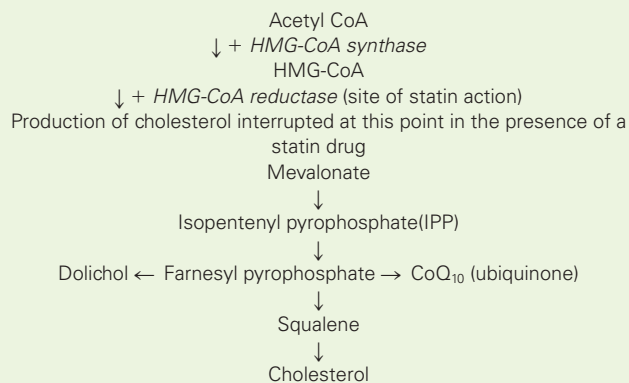 Acetyl CoA
↓ + HMG-CoA synthase
HMG-CoA
↓ + HMG-CoA reductase (site of statin action)
Production of cholesterol interrupted at this point in the presence of a
statin drug
Mevalonate
↓
Isopentenyl pyrophosphate(IPP)
↓
Dolichol ← Farnesyl pyrophosphate → CoQ₁₀ (ubiquinone)
↓
Squalene
↓
Cholesterol